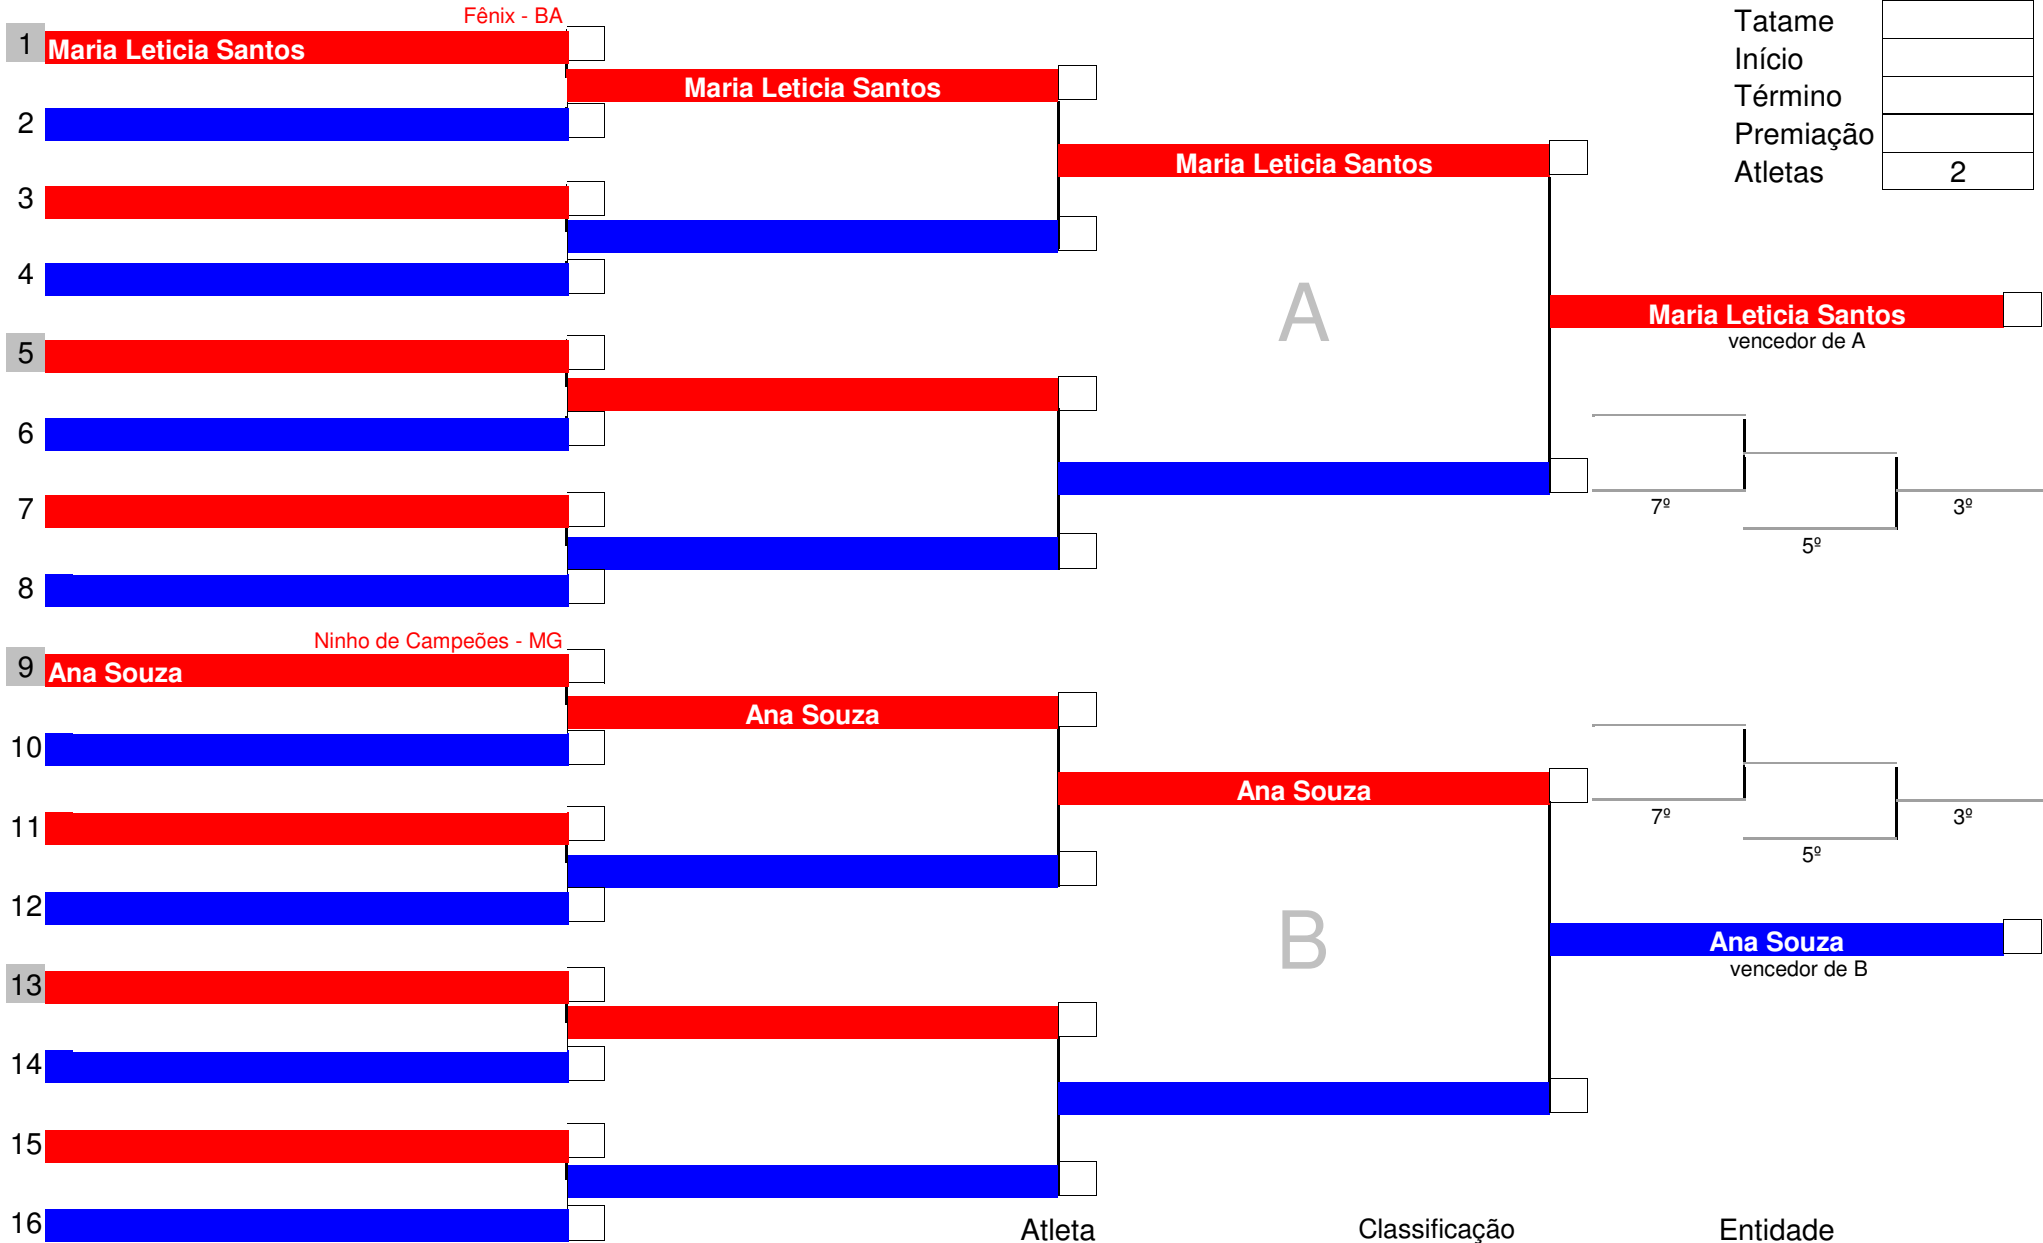 Fênix - BA
1 Maria Leticia Santos
Maria Leticia Santos
2
Maria Leticia Santos
3
4
A
Maria Leticia Santos
vencedor de A
5
6
7
8
7º
5º
3º
Tatame
Início
Término
Premiação
Atletas 2
Ninho de Campeões - MG
9 Ana Souza
Ana Souza
10
Ana Souza
11
12
B
Ana Souza
vencedor de B
13
14
15
16
7º
5º
3º
Atleta Classificação Entidade